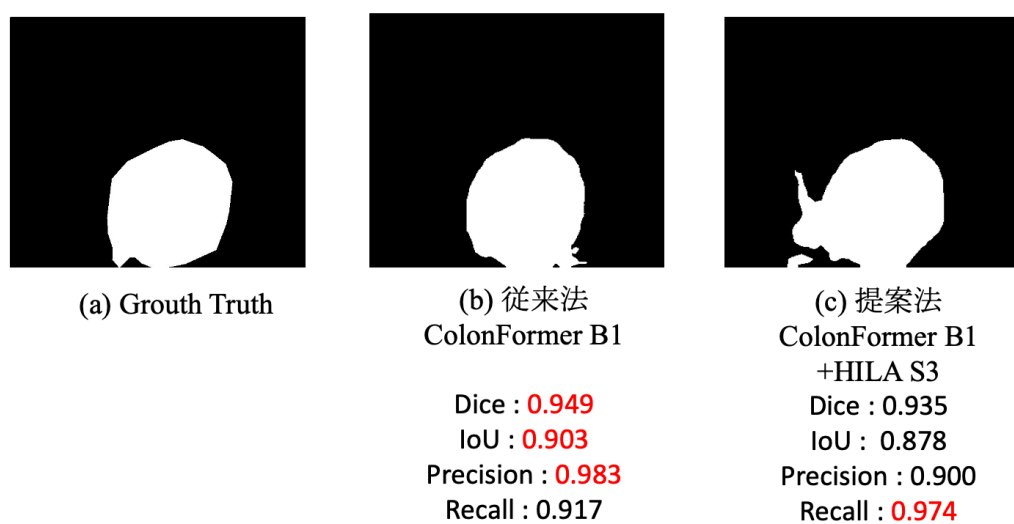 (a) Grouth Truth
(b) 従来法
ColonFormer B1
Dice : 0.949
IoU : 0.903
Precision : 0.983
Recall : 0.917
(c) 提案法
ColonFormer B1
+HILA S3
Dice : 0.935
IoU : 0.878
Precision : 0.900
Recall : 0.974